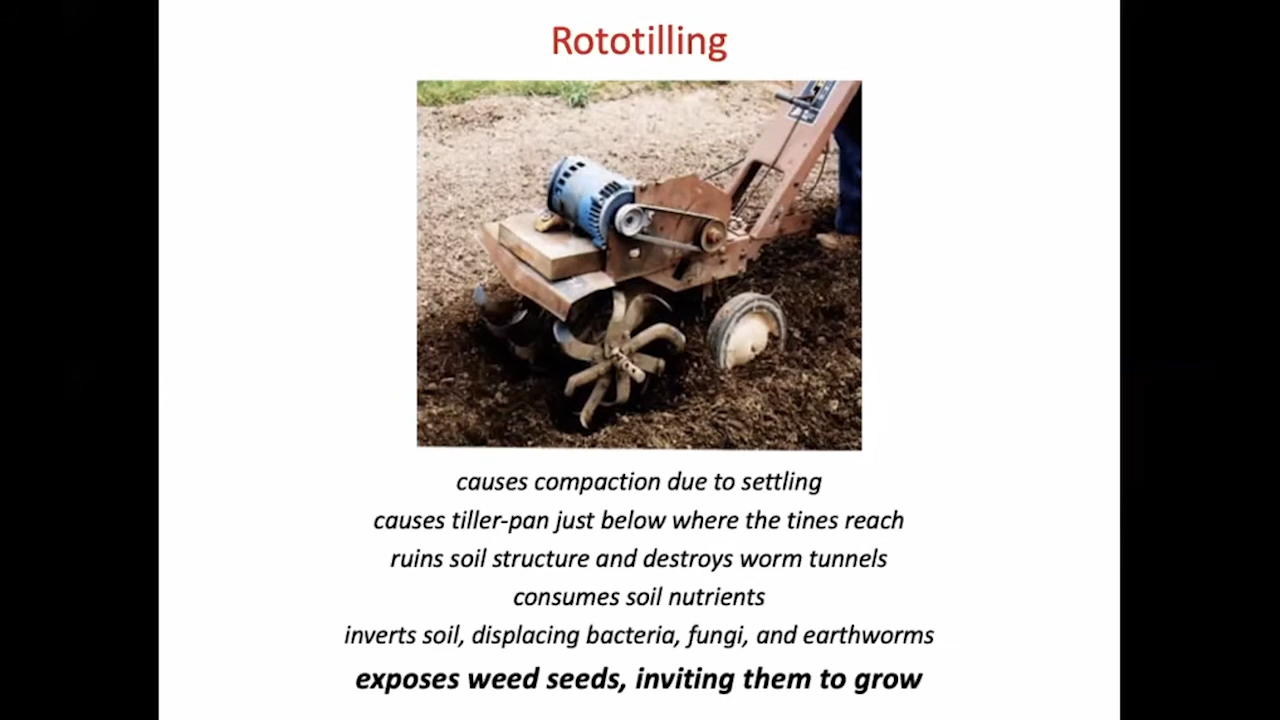 Rototilling
causes compaction due to settling
causes tiller-pan just below where the tines reach
ruins soil structure and destroys worm tunnels
consumes soil nutrients
inverts soil, displacing bacteria, fungi, and earthworms
exposes weed seeds, inviting them to grow